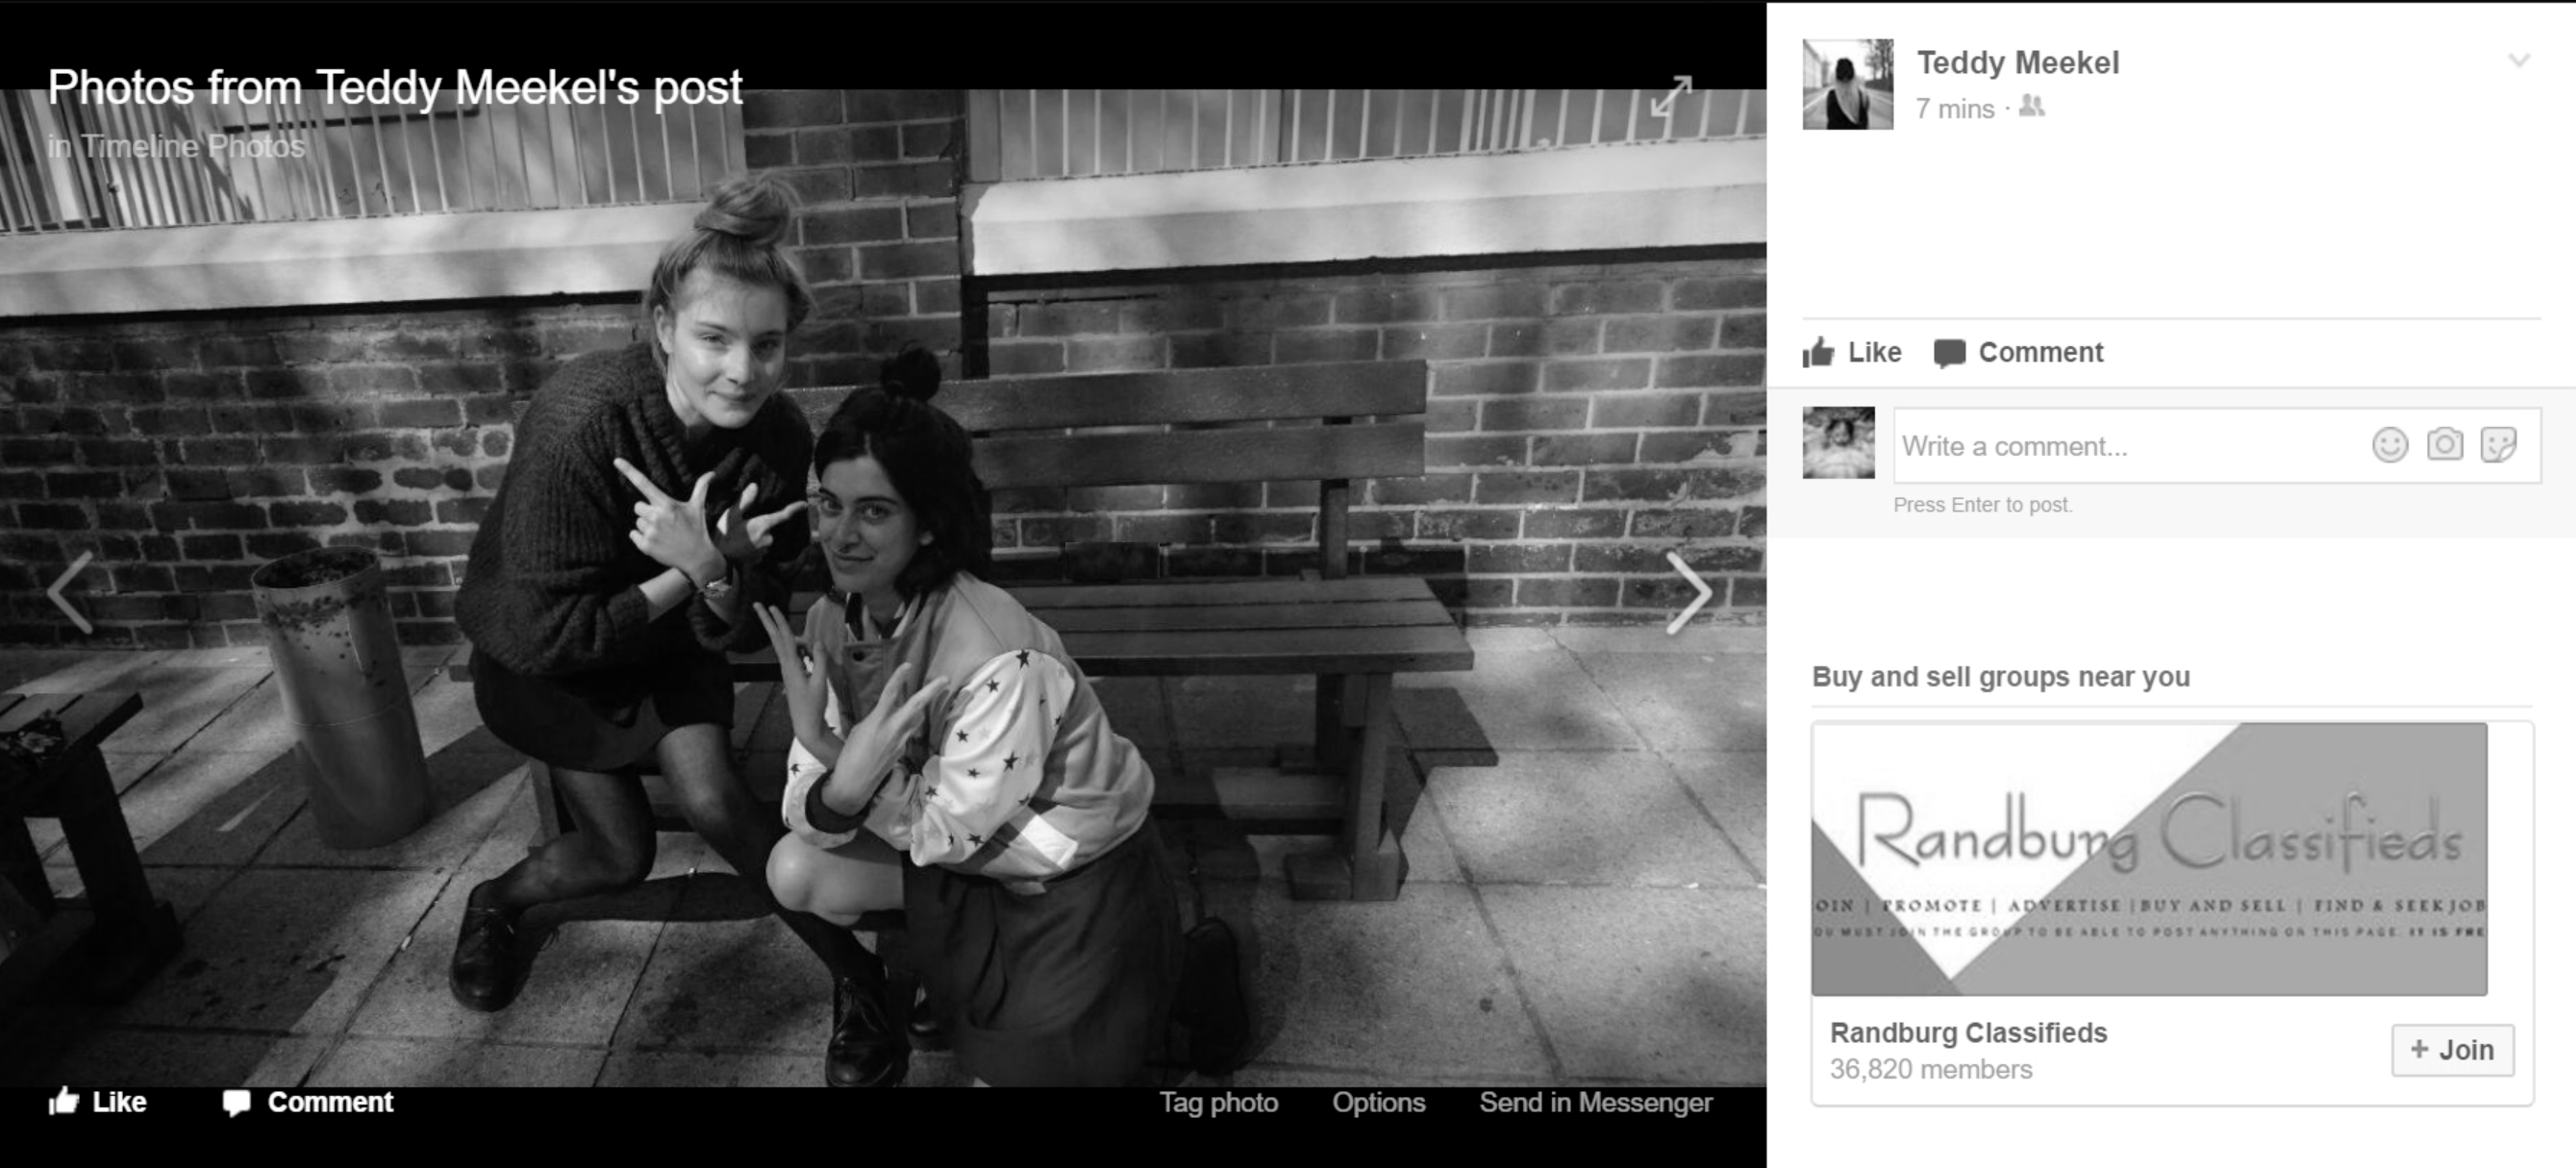 Photos from Teddy Meekel's post
in Timeline Photos
Like
Comment
Tag photo
Options
Send in Messenger
Teddy Meekel
7 mins ·
Like
Comment
Write a comment...
Press Enter to post.
Buy and sell groups near you
Randburg Classifieds
OIN | PROMOTE | ADVERTISE | BUY AND SELL | FIND & SEEK JOB
OU MUST JOIN THE GROUP TO BE ABLE TO POST ANYTHING ON THIS PAGE. IT IS FRE
Randburg Classifieds
36,820 members
+ Join